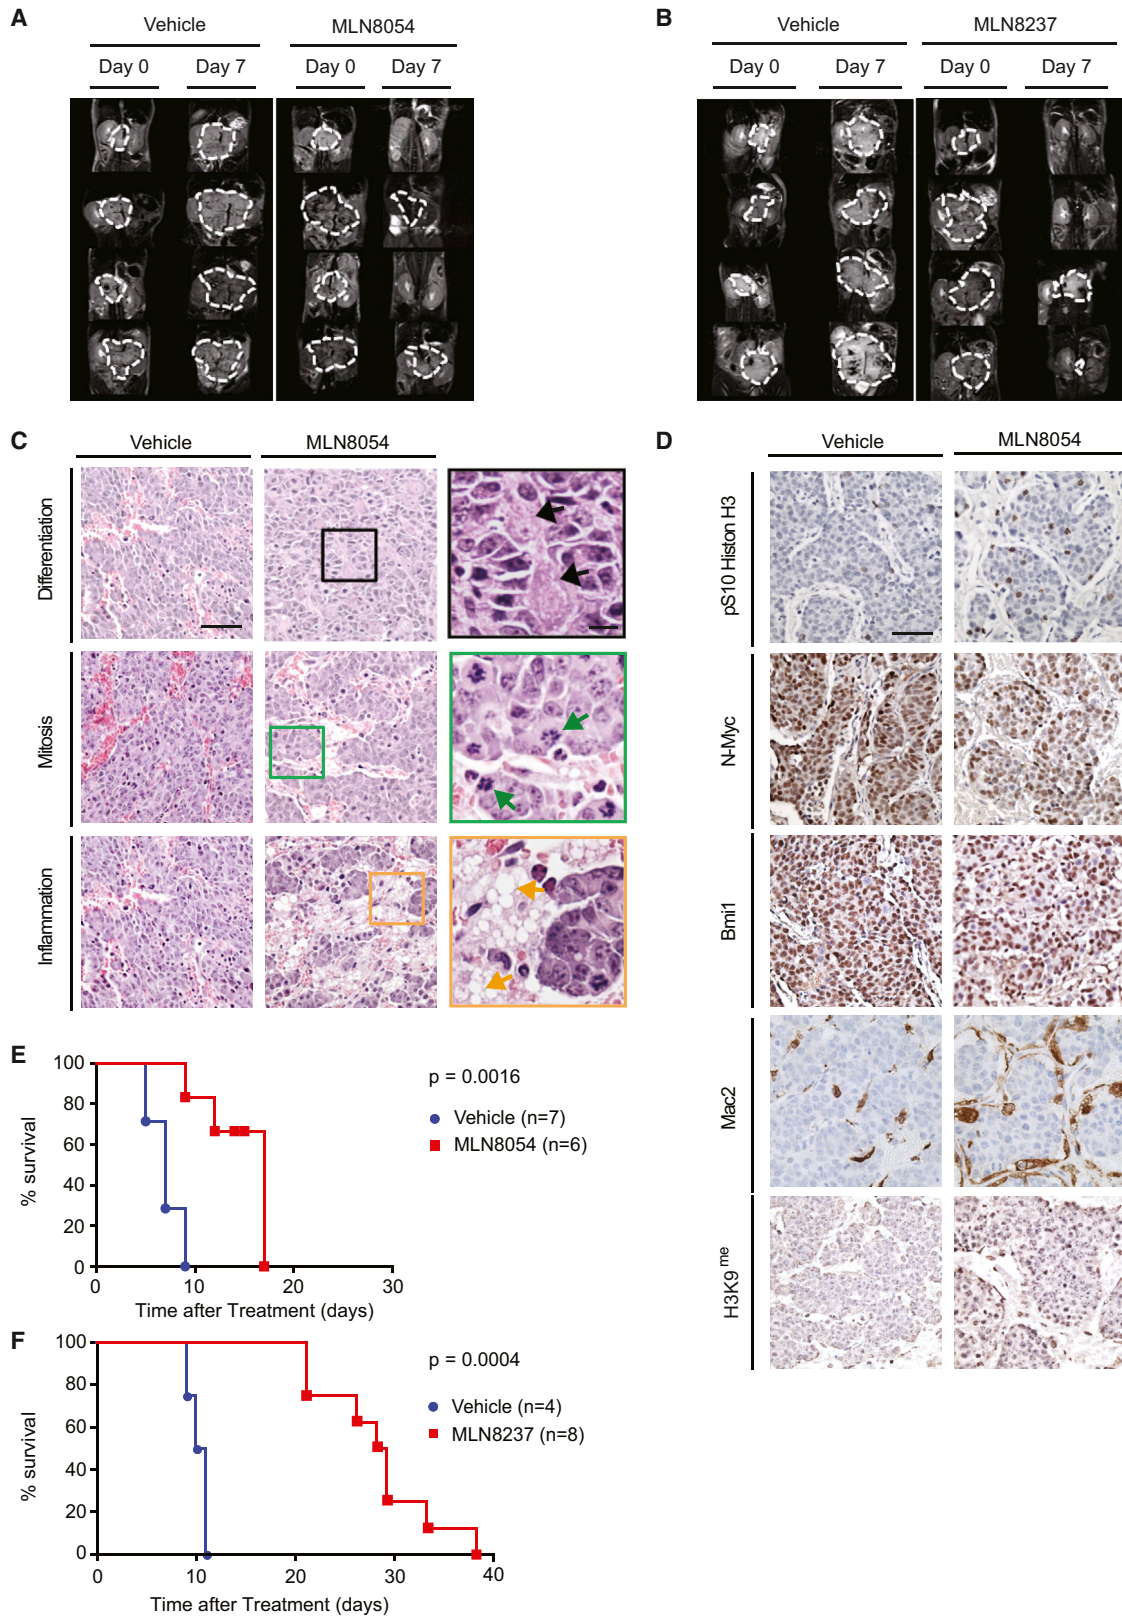 A
Vehicle
MLN8054
Day 0
Day 7
Day 0
Day 7
B
Vehicle
MLN8237
Day 0
Day 7
Day 0
Day 7
C
Vehicle
MLN8054
Differentiation
Mitosis
Inflammation
D
Vehicle
MLN8054
pS10 Histon H3
N-Myc
Bmi1
Mac2
H3K9me
E
100
80
60
40
20
0
% survival
0
10
20
30
Time after Treatment (days)
p = 0.0016
Vehicle (n=7)
MLN8054 (n=6)
F
100
80
60
40
20
0
% survival
0
10
20
30
40
Time after Treatment (days)
p = 0.0004
Vehicle (n=4)
MLN8237 (n=8)